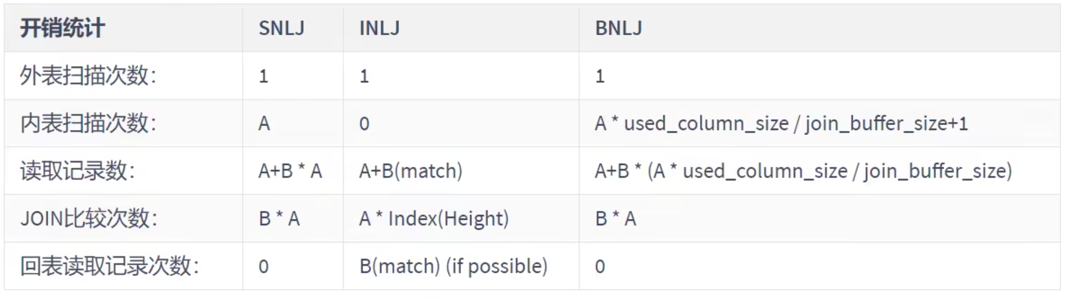 开销统计 SNLJ INLJ BNLJ
外表扫描次数： 1 1 1
内表扫描次数： A 0 A * used_column_size / join_buffer_size+1
读取记录数： A+B * A A+B(match) A+B * (A * used_column_size / join_buffer_size)
JOIN比较次数： B * A A * Index(Height) B * A
回表读取记录次数： 0 B(match) (if possible) 0